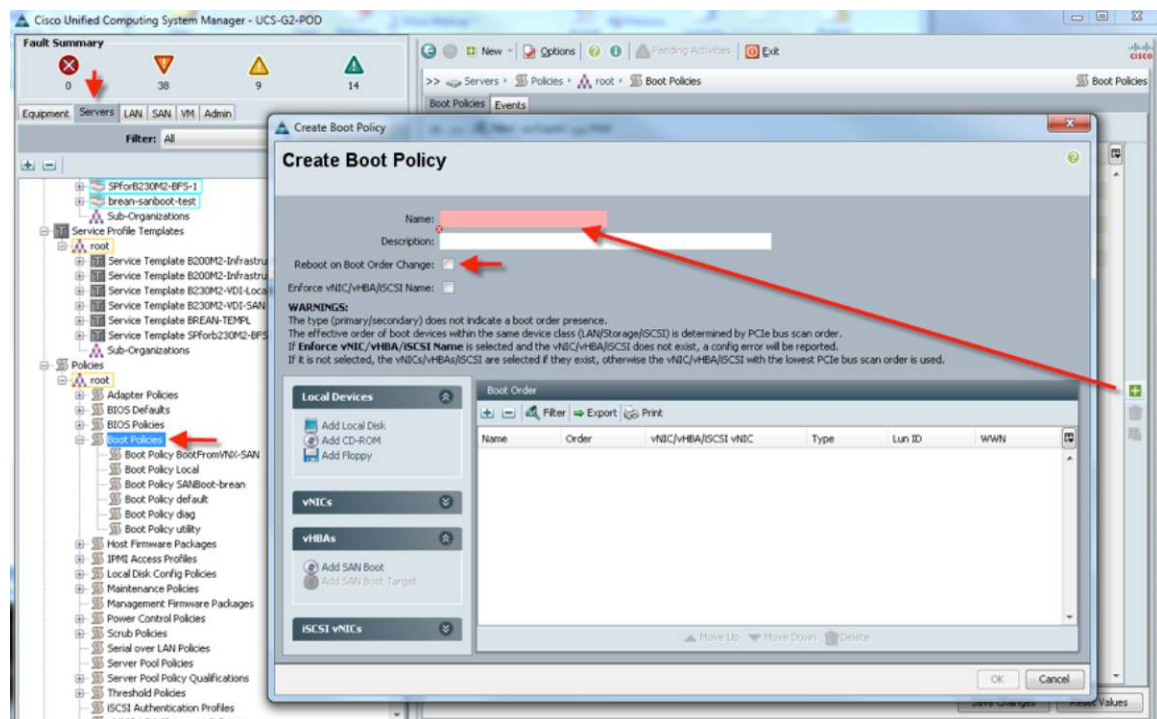 Cisco Unified Computing System Manager - UCS-G2-POD
Fault Summary
0 38 9 14
New Options Pending Activities Exit
cisco
>> Servers Policies root Boot Policies
Boot Policies
Boot Policies Events
Equipment Servers LAN SAN VM Admin
Filter: All
SPforB230M2-BFS-1
brean-sanboot-test
Sub-Organizations
Service Profile Templates
root
Service Template B200M2-Infrastru
Service Template B200M2-Infrastru
Service Template B230M2-VDI-Loca
Service Template B230M2-VDI-SAN
Service Template BREAN-TEMPL
Service Template SPforb230M2-BFS
Sub-Organizations
Policies
root
Adapter Policies
BIOS Defaults
BIOS Policies
Boot Policies
Boot Policy BootFromVNX-SAN
Boot Policy Local
Boot Policy SANBoot-brean
Boot Policy default
Boot Policy diag
Boot Policy utility
Host Firmware Packages
IPMI Access Profiles
Local Disk Config Policies
Maintenance Policies
Management Firmware Packages
Power Control Policies
Scrub Policies
Serial over LAN Policies
Server Pool Policies
Server Pool Policy Qualifications
Threshold Policies
iSCSI Authentication Profiles
Create Boot Policy
Create Boot Policy
Name:
Description:
Reboot on Boot Order Change:
Enforce vNIC/vHBA/iSCSI Name:
WARNINGS:
The type (primary/secondary) does not indicate a boot order presence.
The effective order of boot devices within the same device class (LAN/Storage/iSCSI) is determined by PCIe bus scan order.
If Enforce vNIC/vHBA/iSCSI Name is selected and the vNIC/vHBA/iSCSI does not exist, a config error will be reported.
If it is not selected, the vNICs/vHBAs/iSCSI are selected if they exist, otherwise the vNIC/vHBA/iSCSI with the lowest PCIe bus scan order is used.
Local Devices
Add Local Disk
Add CD-ROM
Add Floppy
vNICs
vHBAs
Add SAN Boot
Add SAN Boot Target
iSCSI vNICs
Boot Order
Filter Export Print
Name Order vNIC/vHBA/iSCSI vNIC Type Lun ID WWN
Move Up Move Down Delete
OK Cancel
Save Changes Reset Values